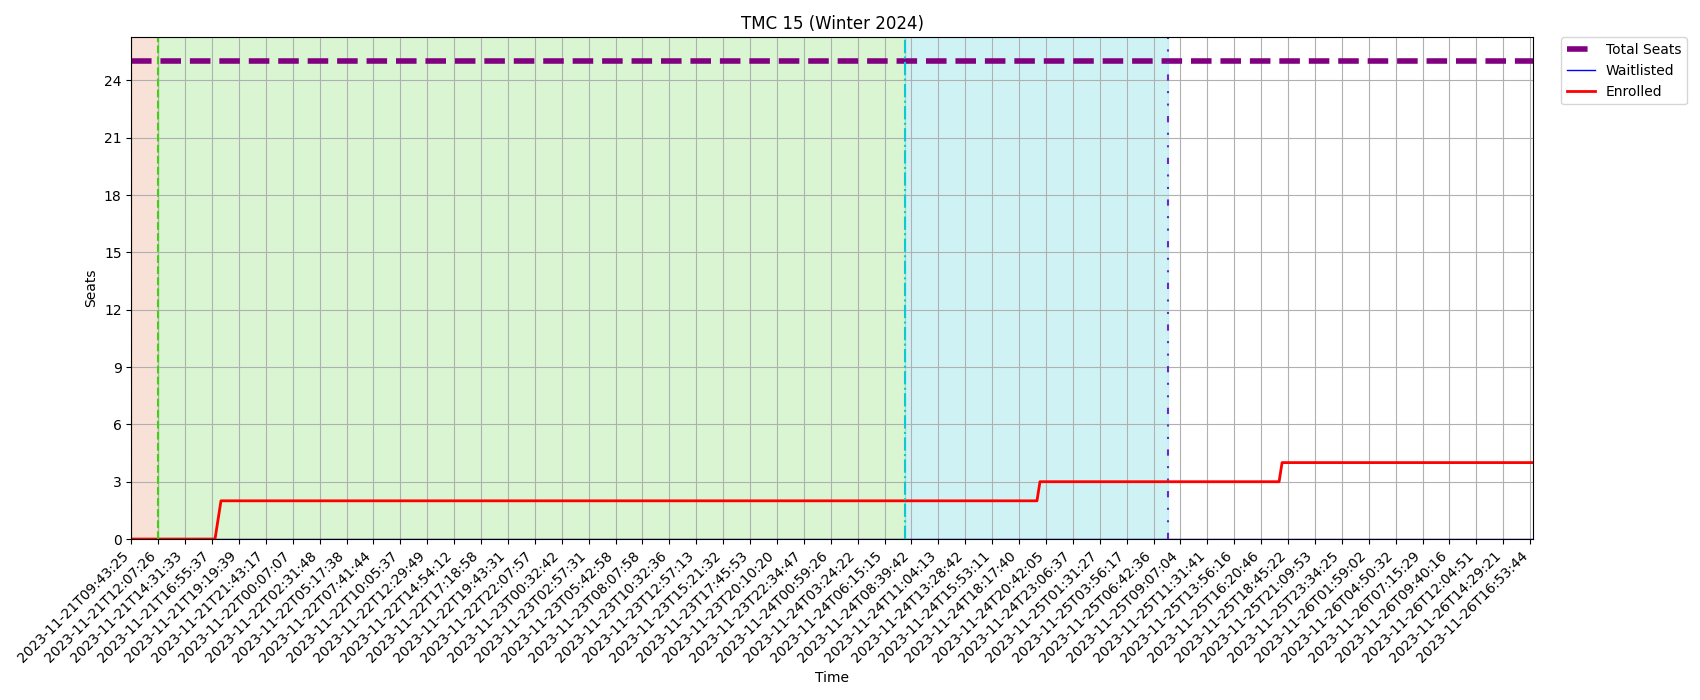 TMC 15 (Winter 2024)
Total Seats
Waitlisted
Enrolled
24
21
18
15
12
9
6
3
0
Seats
2023-11-21T09:43:25
2023-11-21T12:07:26
2023-11-21T14:31:33
2023-11-21T16:55:37
2023-11-21T19:19:39
2023-11-21T21:43:17
2023-11-22T00:07:07
2023-11-22T02:31:48
2023-11-22T05:17:38
2023-11-22T07:41:44
2023-11-22T10:05:37
2023-11-22T12:29:49
2023-11-22T14:54:12
2023-11-22T17:18:58
2023-11-22T19:43:31
2023-11-22T22:07:57
2023-11-23T00:32:42
2023-11-23T02:57:31
2023-11-23T05:42:58
2023-11-23T08:07:58
2023-11-23T10:32:36
2023-11-23T12:57:13
2023-11-23T15:21:32
2023-11-23T17:45:53
2023-11-23T20:10:20
2023-11-23T22:34:47
2023-11-24T00:59:26
2023-11-24T03:24:22
2023-11-24T06:15:15
2023-11-24T08:39:42
2023-11-24T11:04:13
2023-11-24T13:28:42
2023-11-24T15:53:11
2023-11-24T18:17:40
2023-11-24T20:42:05
2023-11-24T23:06:37
2023-11-25T01:31:27
2023-11-25T03:56:17
2023-11-25T06:42:36
2023-11-25T09:07:04
2023-11-25T11:31:41
2023-11-25T13:56:16
2023-11-25T16:20:46
2023-11-25T18:45:22
2023-11-25T21:09:53
2023-11-25T23:34:25
2023-11-26T01:59:02
2023-11-26T04:50:32
2023-11-26T07:15:29
2023-11-26T09:40:16
2023-11-26T12:04:51
2023-11-26T14:29:21
2023-11-26T16:53:44
Time